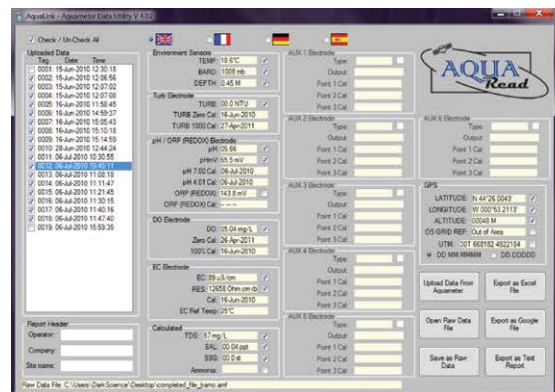 AquaLink - Aquameter Data Utility V 4.02
Check / Un-Check All
Uploaded Data
Tag Date Time
0001: 15-Jun-2010 12:30:18
0002: 15-Jun-2010 12:06:56
0003: 15-Jun-2010 12:07:02
0004: 15-Jun-2010 12:07:08
0005: 16-Jun-2010 11:58:45
0006: 16-Jun-2010 14:59:37
0007: 16-Jun-2010 15:05:43
0008: 16-Jun-2010 15:10:18
0009: 16-Jun-2010 15:14:59
0010: 28-Jun-2010 12:44:24
0011: 06-Jul-2010 10:30:55
0012: 06-Jul-2010 10:45:11
0013: 06-Jul-2010 11:08:18
0014: 06-Jul-2010 11:11:47
0015: 06-Jul-2010 11:21:45
0016: 06-Jul-2010 11:30:15
0017: 06-Jul-2010 11:40:16
0018: 06-Jul-2010 11:47:40
0019: 06-Jul-2010 15:59:35
Report Header
Operator:
Company:
Site name:
Environment Sensors
TEMP: 18.6°C
BARO: 1008 mb
DEPTH: 0.45 M
Turb Electrode
TURB: 00.0 NTU
TURB Zero Cal: 16-Jun-2010
TURB 1000 Cal: 27-Apr-2011
pH / ORP (REDOX) Electrode
pH: 05.66
pHmV: 65.5 mV
pH 7.00 Cal: 06-Jul-2010
pH 4.01 Cal: 06-Jul-2010
ORP (REDOX): 143.8 mV
ORP (REDOX) Cal: -- -- --
DO Electrode
DO: 05.04 mg/L
Zero Cal: 26-Apr-2011
100% Cal: 16-Jun-2010
EC Electrode
EC: 89 uS/cm
RES: 12658 Ohm.cm
Cal: 16-Jun-2010
EC Ref Temp: 25°C
Calculated
TDS: 57 mg/L
SAL: 00.04 ppt
SSG: 00.0 st
Ammonia:
AUX 1 Electrode
Type:
Output:
Point 1 Cal:
Point 2 Cal:
Point 3 Cal:
AUX 2 Electrode
Type:
Output:
Point 1 Cal:
Point 2 Cal:
Point 3 Cal:
AUX 3 Electrode
Type:
Output:
Point 1 Cal:
Point 2 Cal:
Point 3 Cal:
AUX 4 Electrode
Type:
Output:
Point 1 Cal:
Point 2 Cal:
Point 3 Cal:
AUX 5 Electrode
Type:
Output:
Point 1 Cal:
Point 2 Cal:
Point 3 Cal:
AQUA
Read
AUX 6 Electrode
Type:
Output:
Point 1 Cal:
Point 2 Cal:
Point 3 Cal:
GPS
LATITUDE: N 44°26.0043'
LONGITUDE: W 000°53.2113'
ALTITUDE: 00048 M
OS GRID REF: Out of Area
UTM: 30T 668182 4922184
DD MM.MMMM DD.DDDDD
Upload Data From Aquameter
Export as Excel File
Open Raw Data File
Export as Google File
Save as Raw Data
Export as Text Report
Raw Data File: C:\Users\DarkScience\Desktop\completed_file_bamo.amf